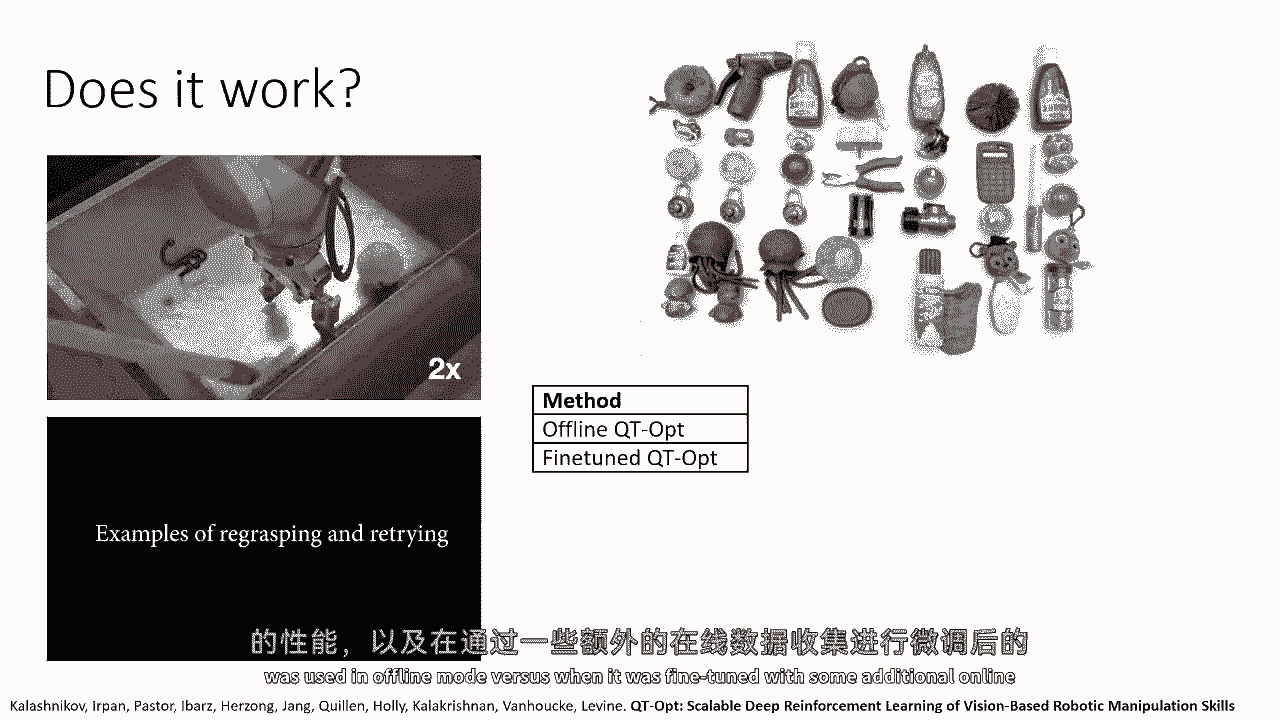 Does it work?
2x
Method
Offline QT-Opt
Finetuned QT-Opt
Examples of regrasping and retrying
的性能，以及在通过一些额外的在线数据收集进行微调后的
was used in offline mode versus when it was fine-tuned with some additional online
Kalashnikov, Irpan, Pastor, Ibarz, Herzong, Jang, Quillen, Holly, Kalakrishnan, Vanhoucke, Levine. QT-Opt: Scalable Deep Reinforcement Learning of Vision-Based Robotic Manipulation Skills